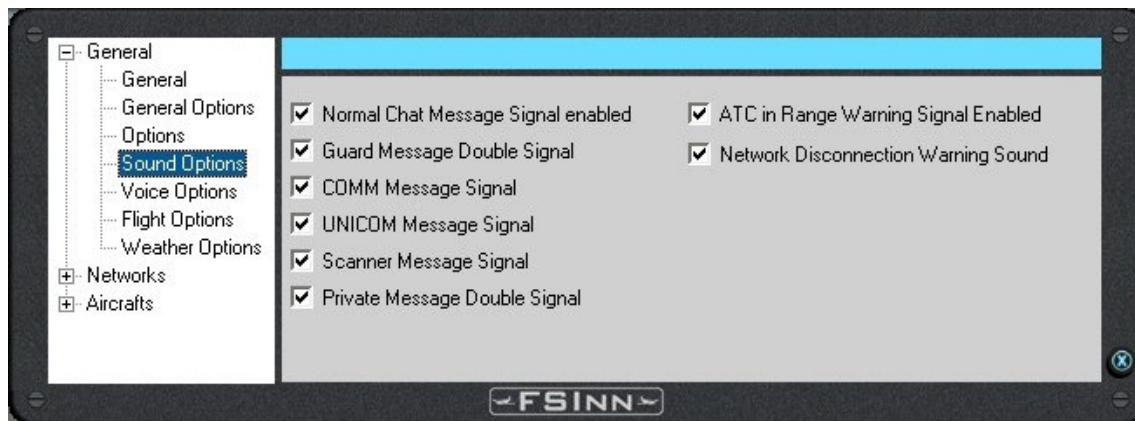 General
General
General Options
Options
Sound Options
Voice Options
Flight Options
Weather Options
Networks
Aircrafts
Normal Chat Message Signal enabled
Guard Message Double Signal
COMM Message Signal
UNICOM Message Signal
Scanner Message Signal
Private Message Double Signal
ATC in Range Warning Signal Enabled
Network Disconnection Warning Sound
FSINN